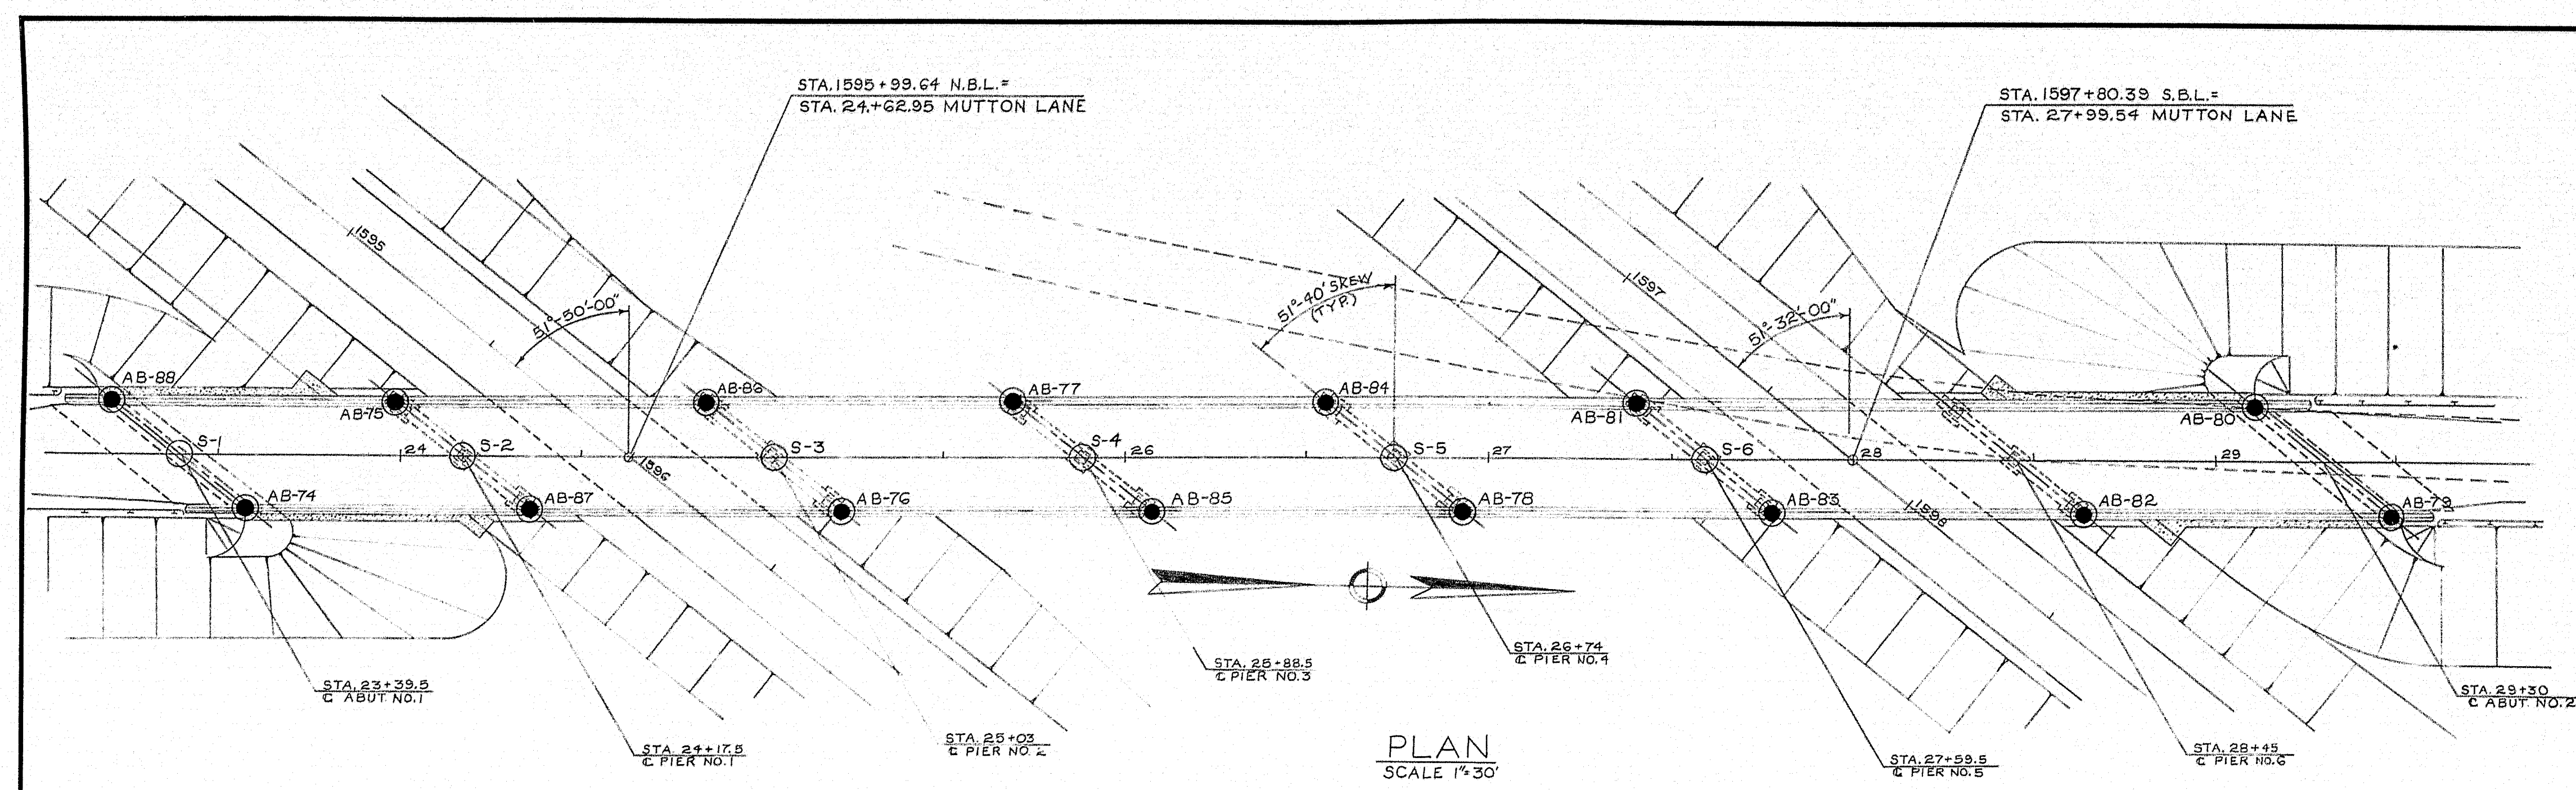 STA. 1595+99.64 N.B.L.=
STA. 24+62.95 MUTTON LANE
STA. 1597+80.39 S.B.L.=
STA. 27+99.54 MUTTON LANE
1595
51°-50'-00"
51°-40' SKEW
(TYP.)
1597
51°-32'-00"
AB-88
AB-75
AB-86
AB-77
AB-84
AB-81
AB-80
S-1
24
S-2
1596
S-3
S-4
26
S-5
27
S-6
28
29
AB-74
AB-87
AB-76
AB-85
AB-78
AB-83
1598
AB-82
AB-79
STA. 23+39.5
℄ ABUT. NO.1
STA. 24+17.5
℄ PIER NO.1
STA. 25+03
℄ PIER NO. 2
STA. 25+88.5
℄ PIER NO.3
STA. 26+74
℄ PIER NO.4
STA. 27+59.5
℄ PIER NO.5
STA. 28+45
℄ PIER NO.6
STA. 29+30
℄ ABUT. NO.2
PLAN
SCALE 1"=30'